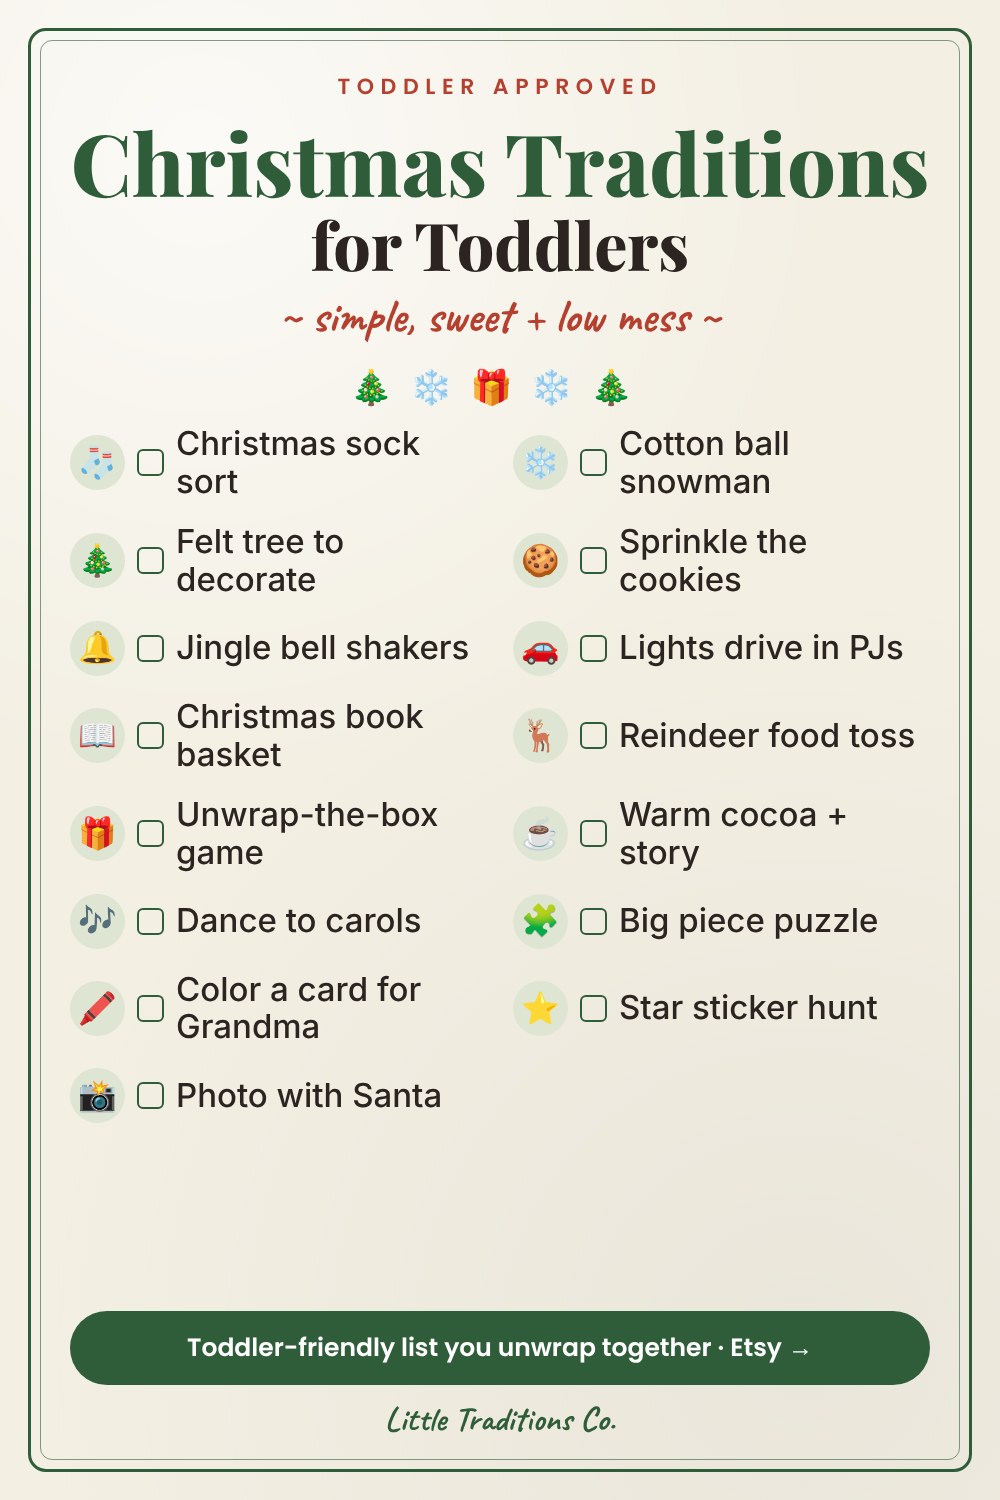 TODDLER APPROVED
Christmas Traditions
for Toddlers
~ simple, sweet + low mess ~
Christmas sock
sort
Cotton ball
snowman
Felt tree to
decorate
Sprinkle the
cookies
Jingle bell shakers
Lights drive in PJs
Christmas book
basket
Reindeer food toss
Unwrap-the-box
game
Warm cocoa +
story
Dance to carols
Big piece puzzle
Color a card for
Grandma
Star sticker hunt
Photo with Santa
Toddler-friendly list you unwrap together · Etsy →
Little Traditions Co.